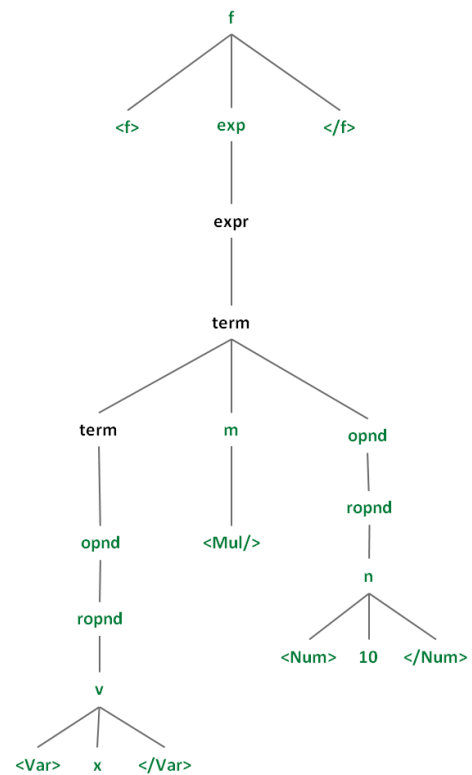 f
<f> exp </f>
expr
term
term m opnd
ropnd
opnd <Mul/>
n
ropnd
<Num> 10 </Num>
v
<Var> x </Var>